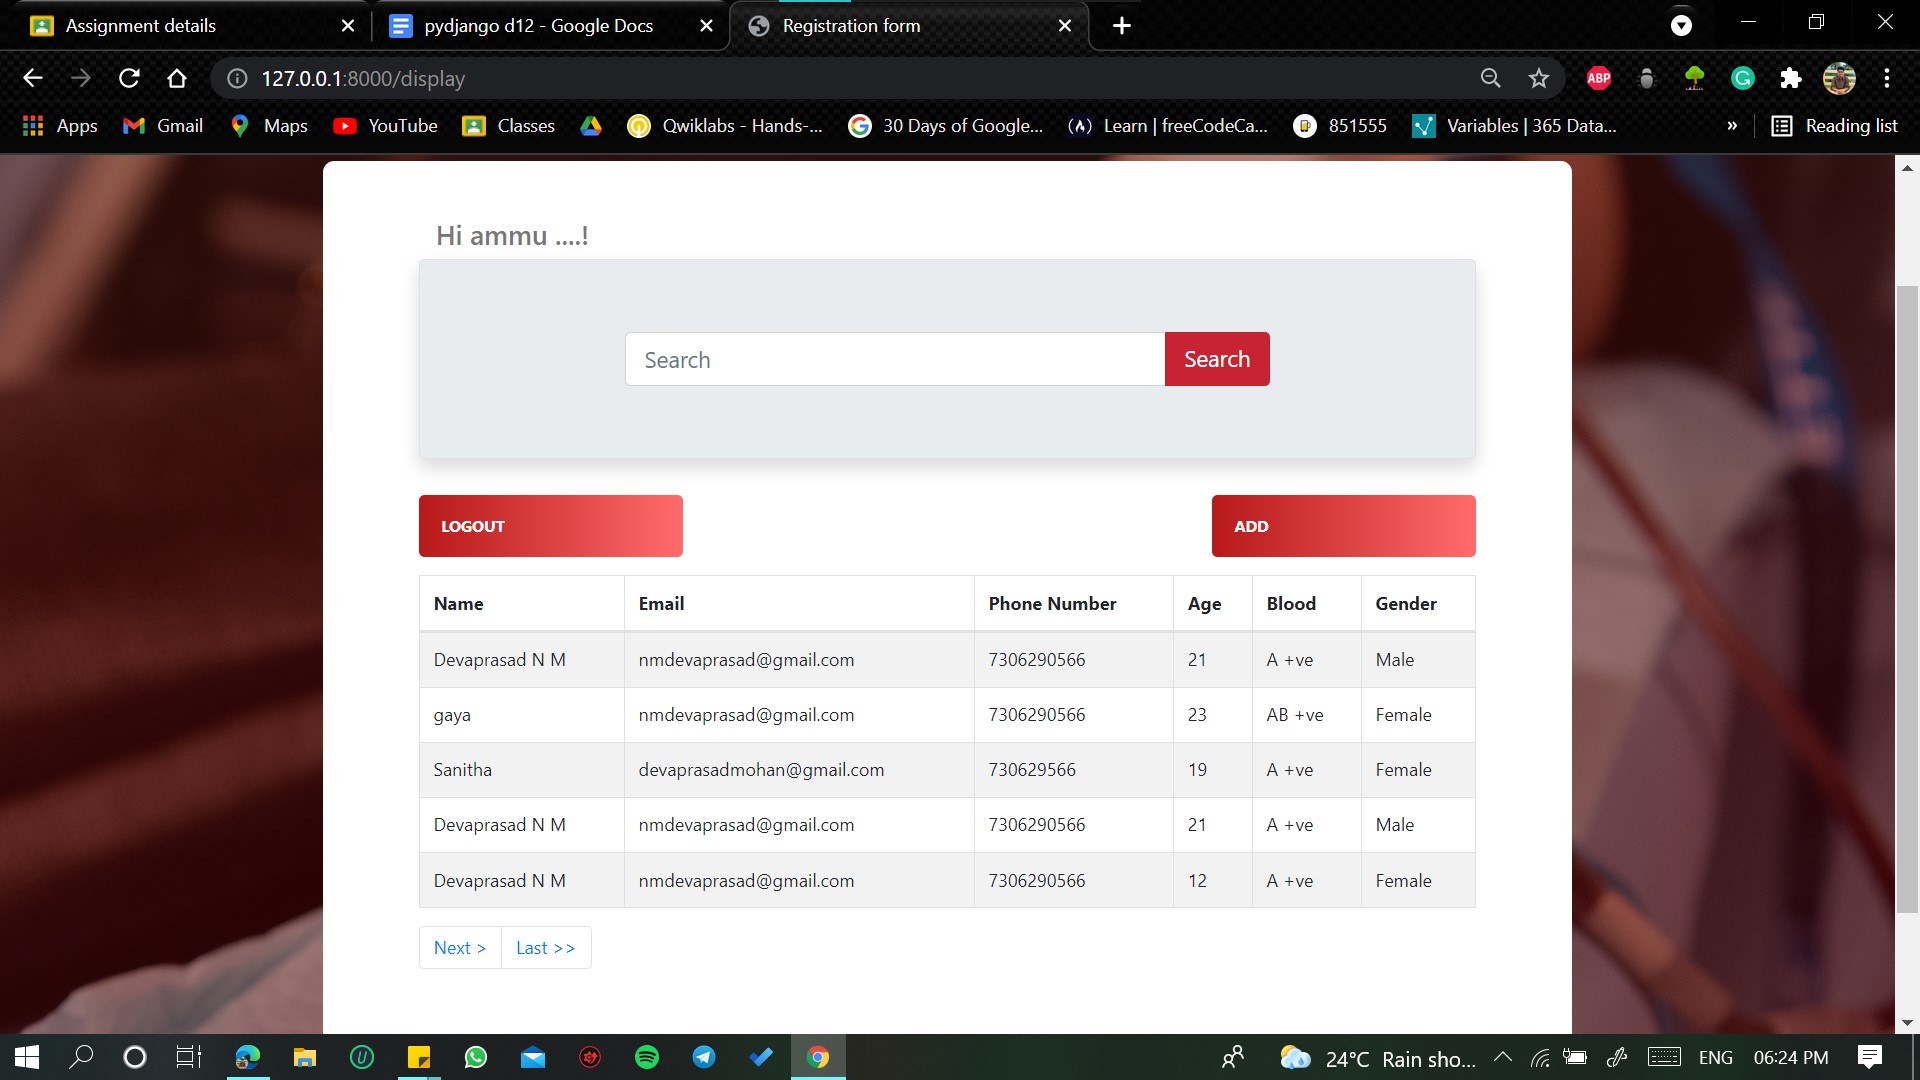 Assignment details
pydjango d12 - Google Docs
Registration form
127.0.0.1:8000/display
ABP
Apps
Gmail
Maps
YouTube
Classes
Qwiklabs - Hands-...
30 Days of Google...
Learn | freeCodeCa...
851555
Variables | 365 Data...
»
Reading list
Hi ammu ....!
Search
Search
LOGOUT
ADD
Name Email Phone Number Age Blood Gender
Devaprasad N M nmdevaprasad@gmail.com 7306290566 21 A +ve Male
gaya nmdevaprasad@gmail.com 7306290566 23 AB +ve Female
Sanitha devaprasadmohan@gmail.com 730629566 19 A +ve Female
Devaprasad N M nmdevaprasad@gmail.com 7306290566 21 A +ve Male
Devaprasad N M nmdevaprasad@gmail.com 7306290566 12 A +ve Female
Next > Last >>
24°C Rain sho...
ENG
06:24 PM